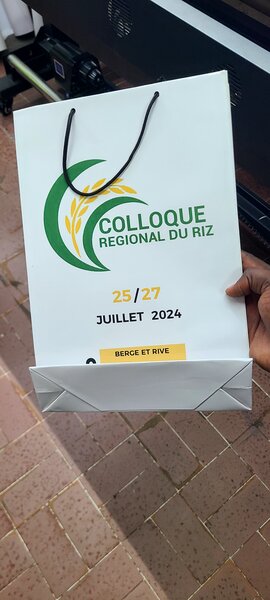 COLLOQUE
REGIONAL DU RIZ
25/27
JUILLET 2024
BERGE ET RIVE